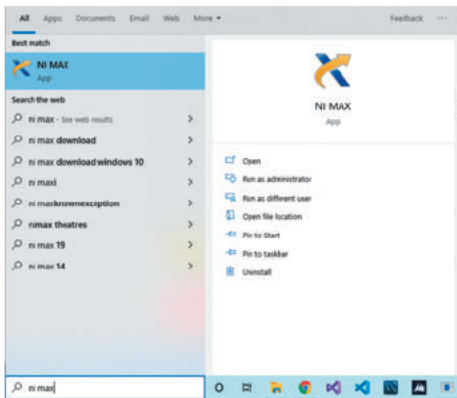 All Apps Documents Email Web More Feedback ...
Best match
NI MAX
App
Search the web
ni max - See web results
ni max download
ni max download windows 10
ni maxi
ni maxknownexception
nimax theatres
ni max 19
ni max 14
NI MAX
App
Open
Run as administrator
Run as different user
Open file location
Pin to Start
Pin to taskbar
Uninstall
ni max